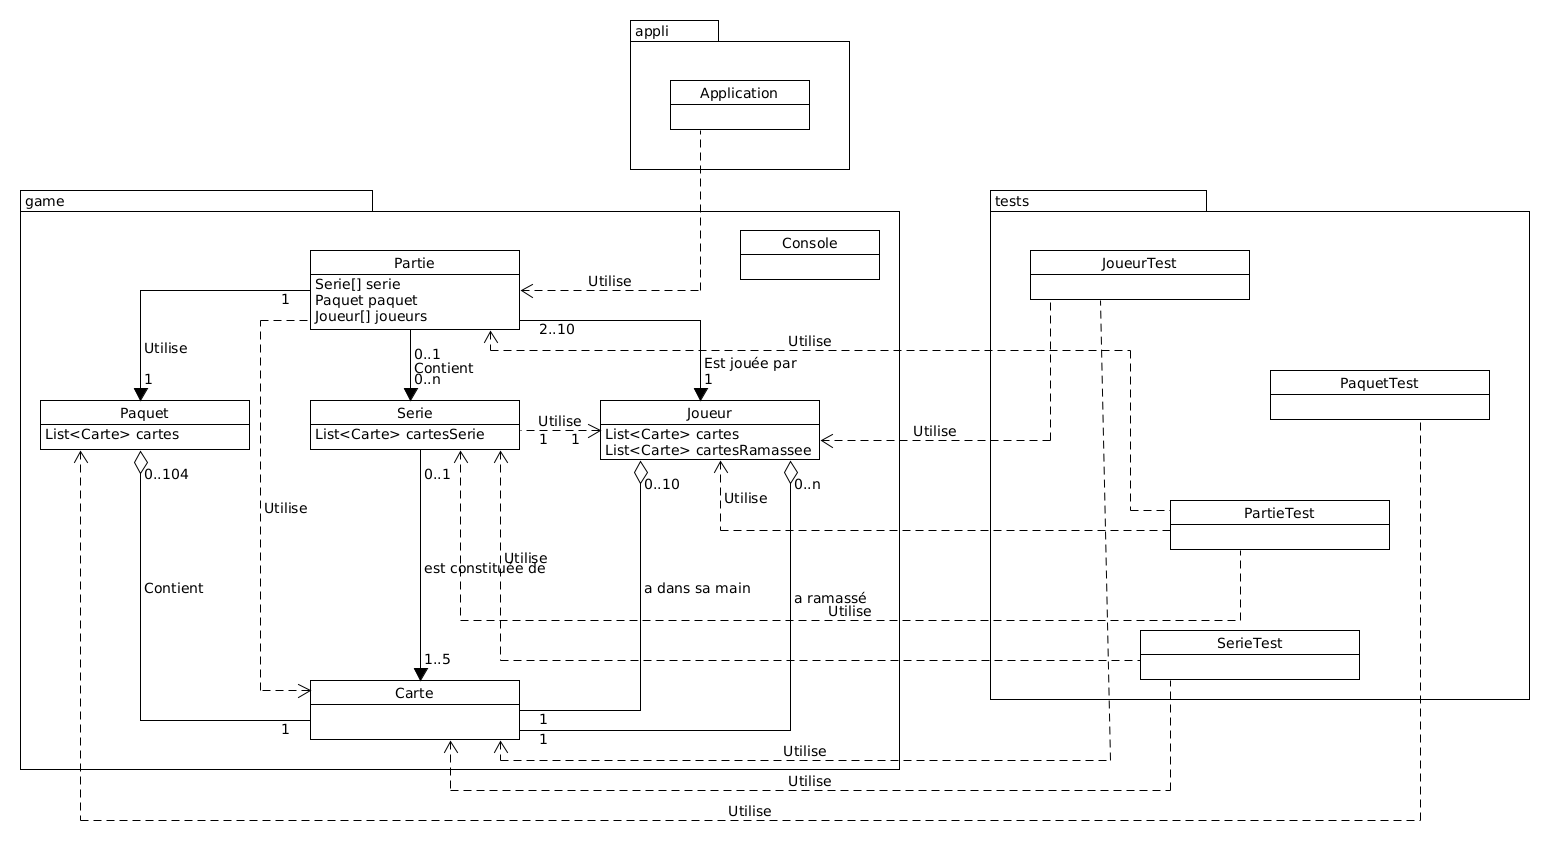 appli
Application
game
tests
Console
JoueurTest
Partie
Serie[] serie
Paquet paquet
Joueur[] joueurs
Utilise
1
2..10
Utilise
Utilise
0..1
Contient
0..n
Est jouée par
1
1
PaquetTest
Paquet
List<Carte> cartes
Serie
List<Carte> cartesSerie
Utilise
1
1
Joueur
List<Carte> cartes
List<Carte> cartesRamassee
Utilise
0..104
0..1
0..10
0..n
Utilise
Utilise
PartieTest
Utilise
est constituée de
Contient
a dans sa main
a ramassé
Utilise
SerieTest
1..5
Carte
1
1
1
Utilise
Utilise
Utilise